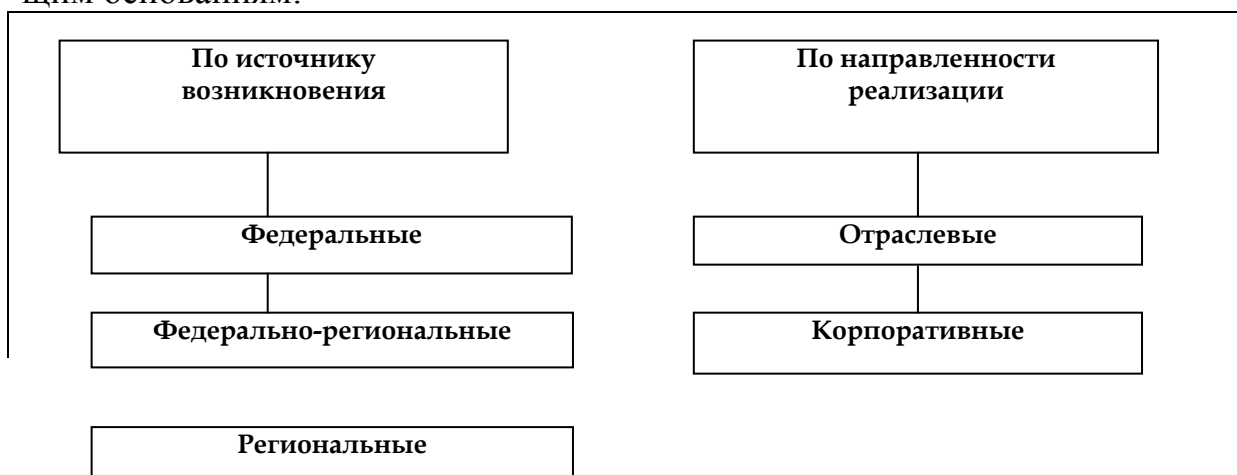 щим основаниям:
По источнику
возникновения
По направленности
реализации
Федеральные
Отраслевые
Федерально-региональные
Корпоративные
Региональные